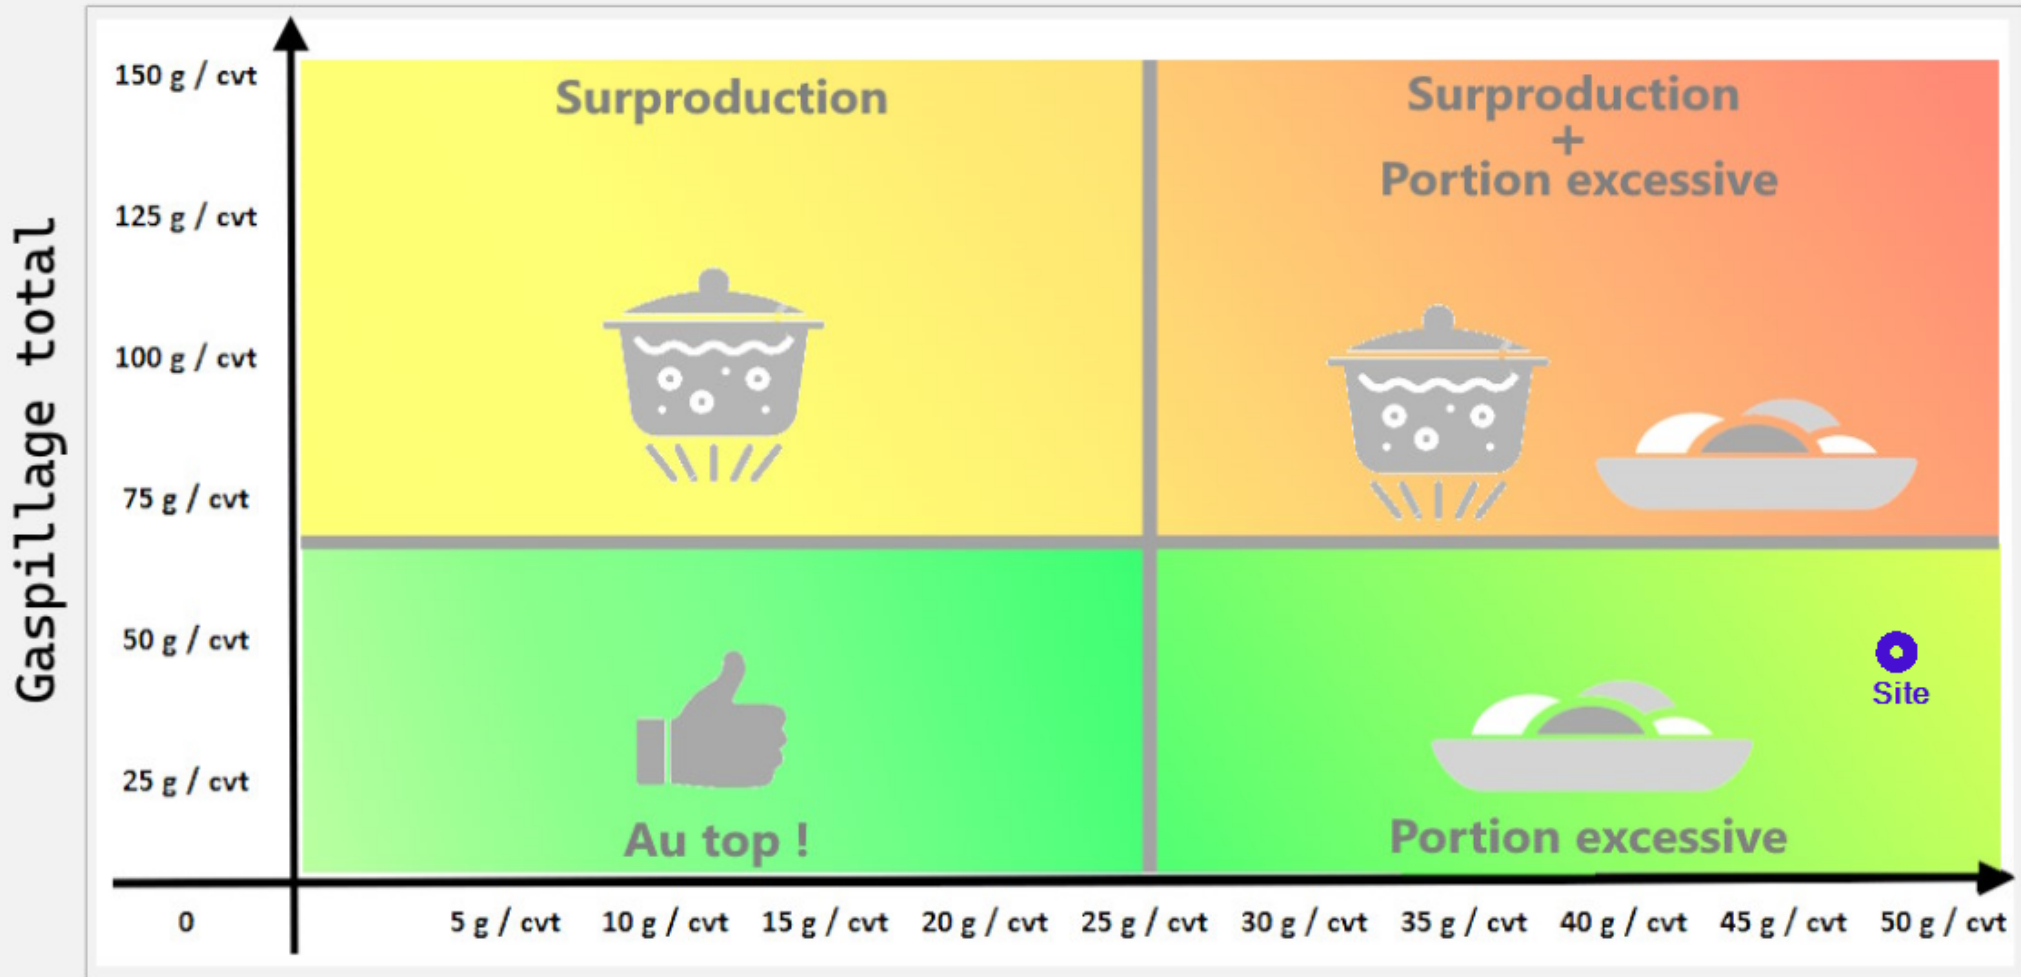 Gaspillage total
150 g / cvt
125 g / cvt
100 g / cvt
75 g / cvt
50 g / cvt
25 g / cvt
Surproduction
Surproduction
+
Portion excessive
Au top !
Portion excessive
Site
0
5 g / cvt
10 g / cvt
15 g / cvt
20 g / cvt
25 g / cvt
30 g / cvt
35 g / cvt
40 g / cvt
45 g / cvt
50 g / cvt